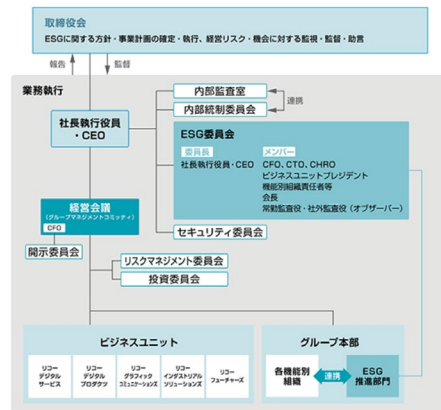 取締役会
ESGに関する方針・事業計画の確定・執行、経営リスク・機会に対する監視・監督・助言
報告
監督
業務執行
社長執行役員
・CEO
内部監査室
内部統制委員会
連携
ESG委員会
委員長
社長執行役員・CEO
メンバー
CFO、CTO、CHRO
ビジネスユニットプレジデント
機能別組織責任者等
会長
常勤監査役・社外監査役（オブザーバー）
セキュリティ委員会
経営会議
（グループマネジメントコミッティ）
CFO
開示委員会
リスクマネジメント委員会
投資委員会
ビジネスユニット
リコー
デジタル
サービス
リコー
デジタル
プロダクツ
リコー
グラフィック
コミュニケーションズ
リコー
インダストリアル
ソリューションズ
リコー
フューチャーズ
グループ本部
各機能別
組織
連携
ESG
推進部門